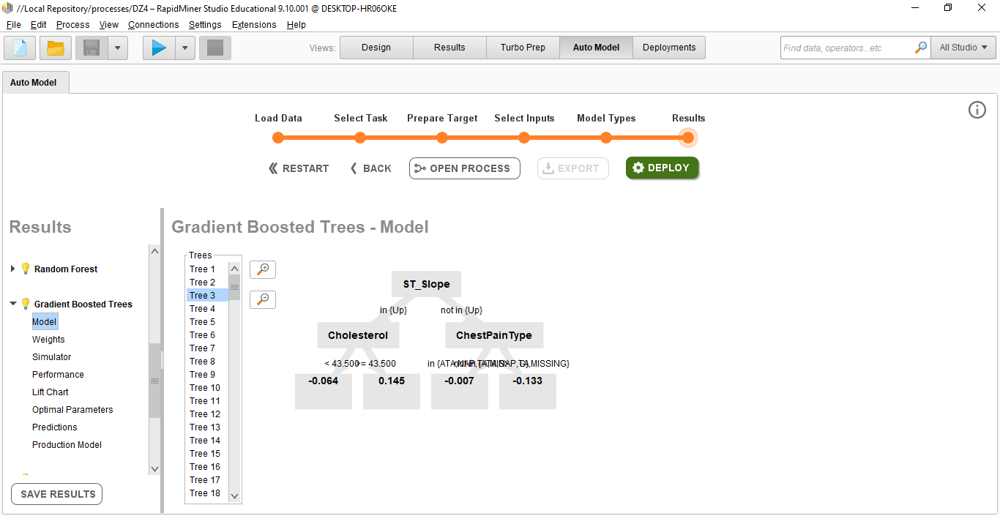 //Local Repository/processes/DZ4 – RapidMiner Studio Educational 9.10.001 @ DESKTOP-HR06OKE
File Edit Process View Connections Settings Extensions Help
Views: Design Results Turbo Prep Auto Model Deployments Find data, operators...etc All Studio
Auto Model
Load Data Select Task Prepare Target Select Inputs Model Types Results
RESTART BACK OPEN PROCESS EXPORT DEPLOY
Results
Random Forest
Gradient Boosted Trees
Model
Weights
Simulator
Performance
Lift Chart
Optimal Parameters
Predictions
Production Model
SAVE RESULTS
Gradient Boosted Trees - Model
Trees
Tree 1
Tree 2
Tree 3
Tree 4
Tree 5
Tree 6
Tree 7
Tree 8
Tree 9
Tree 10
Tree 11
Tree 12
Tree 13
Tree 14
Tree 15
Tree 16
Tree 17
Tree 18
ST_Slope
in {Up} not in {Up}
Cholesterol ChestPainType
< 43.500 >= 43.500 in {ATA,
-0.064 0.145 -0.007 -0.133